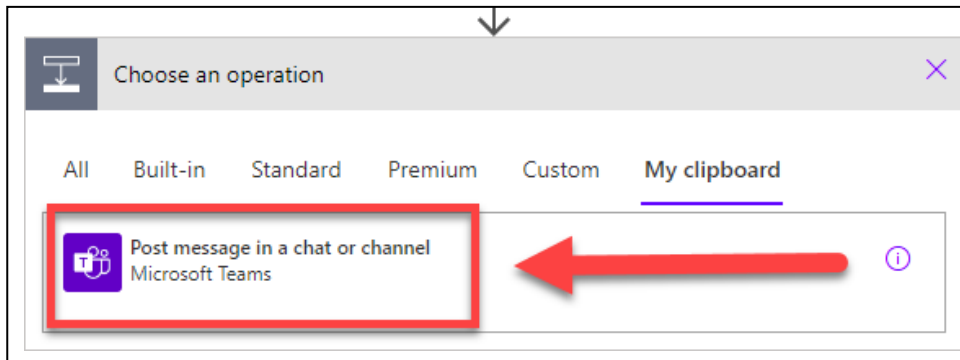 Choose an operation
All Built-in Standard Premium Custom My clipboard
Post message in a chat or channel
Microsoft Teams